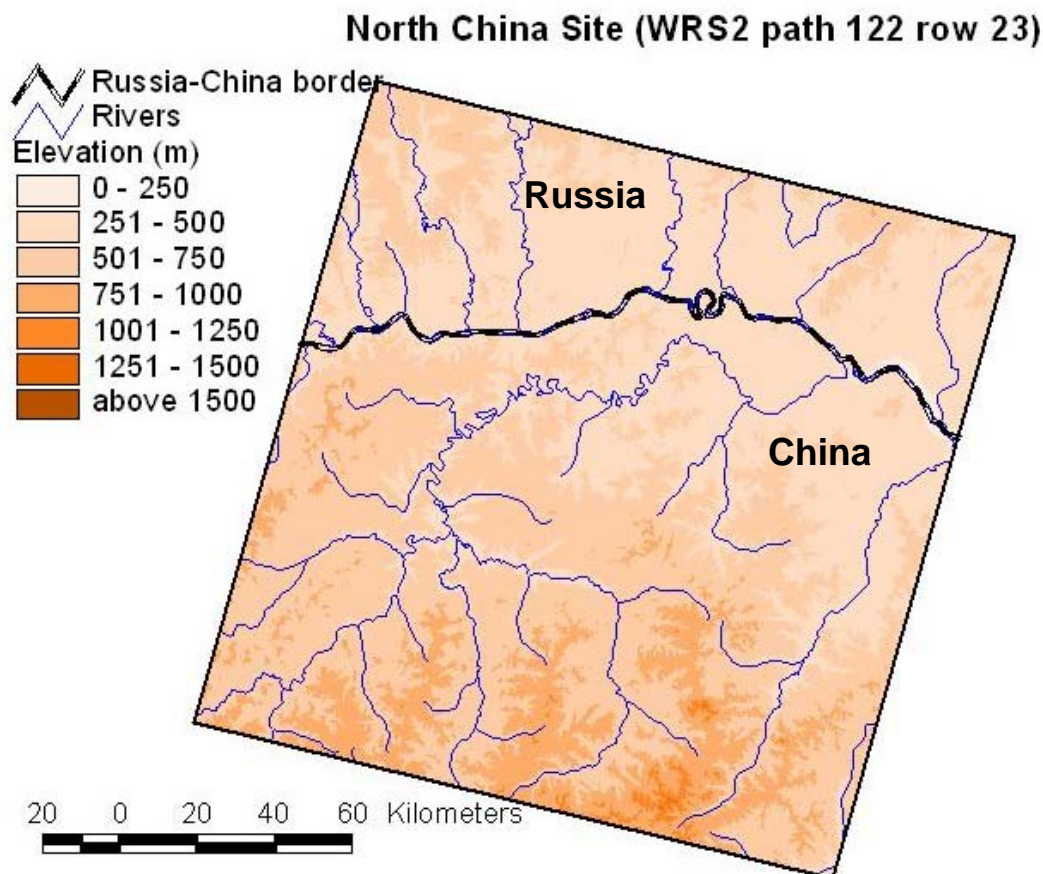 North China Site (WRS2 path 122 row 23)
Russia-China border
Rivers
Elevation (m)
0 - 250
251 - 500
501 - 750
751 - 1000
1001 - 1250
1251 - 1500
above 1500
Russia
China
20 0 20 40 60 Kilometers